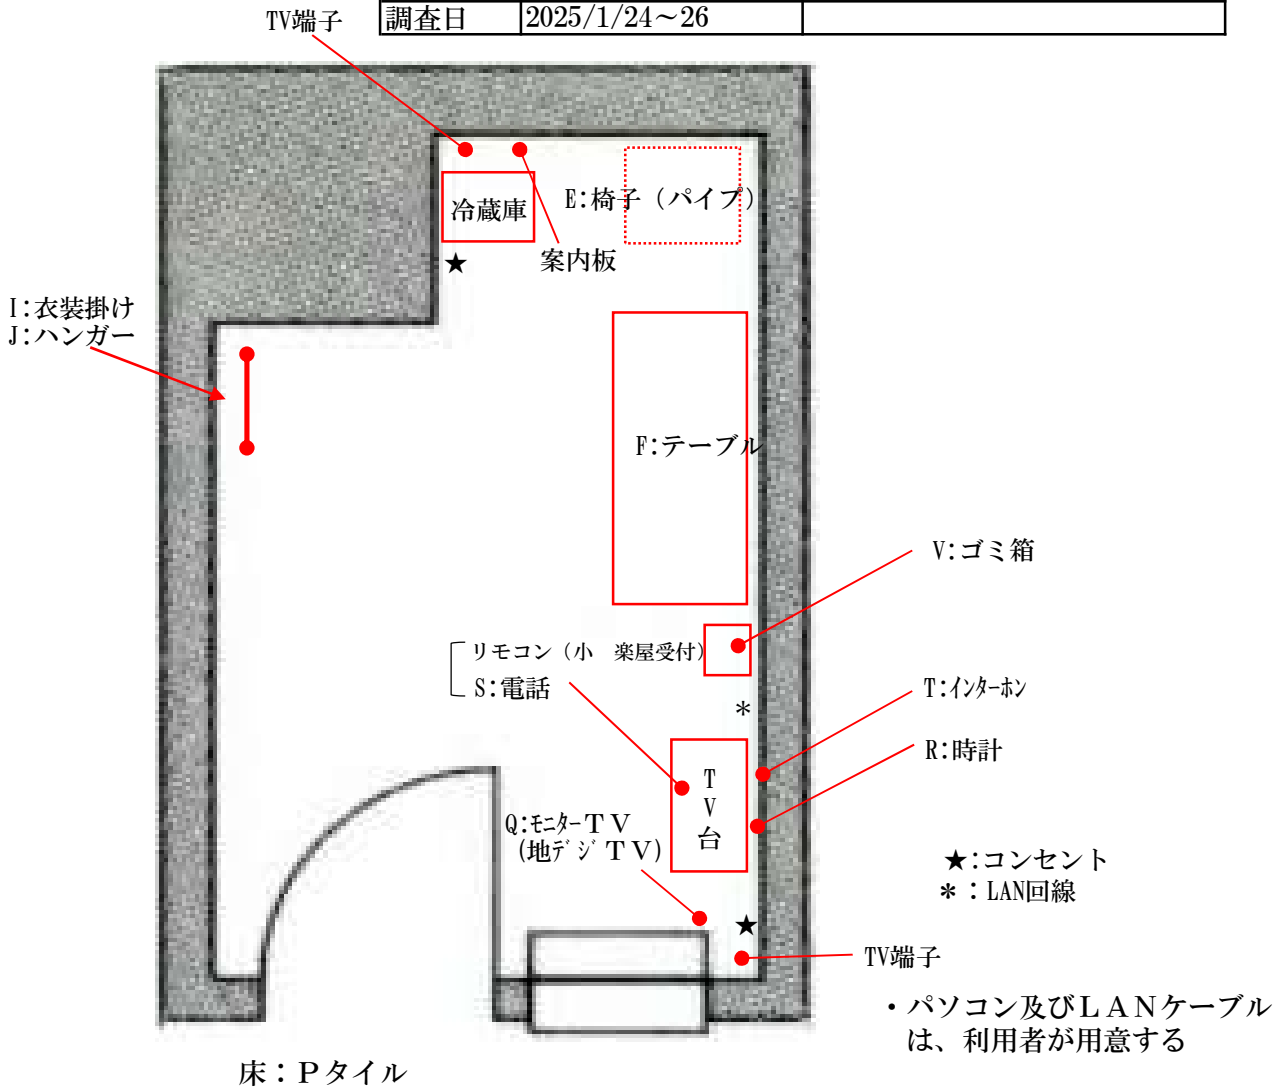 調査日 2025/1/24～26
TV端子
冷蔵庫
E:椅子（パイプ）
案内板
I:衣装掛け
J:ハンガー
F:テーブル
V:ゴミ箱
リモコン（小　楽屋受付）
S:電話
*
T:インターホン
R:時計
TV台
Q:モニターＴＶ
(地デジＴＶ)
★:コンセント
*：LAN回線
TV端子
・パソコン及びＬＡＮケーブル
は、利用者が用意する
床：Ｐタイル